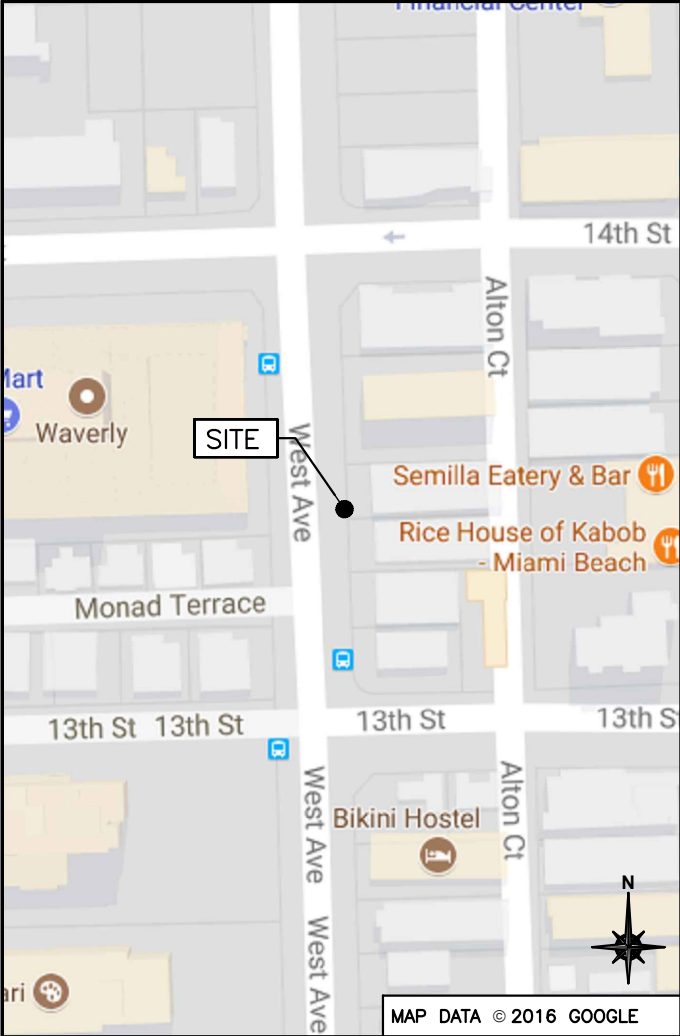 Financial Center
14th St
Alton Ct
Mart
Waverly
SITE
West Ave
Semilla Eatery & Bar
Rice House of Kabob
- Miami Beach
Monad Terrace
13th St 13th St 13th St 13th S
West Ave
Alton Ct
Bikini Hostel
West Ave
N
ari
MAP DATA © 2016 GOOGLE